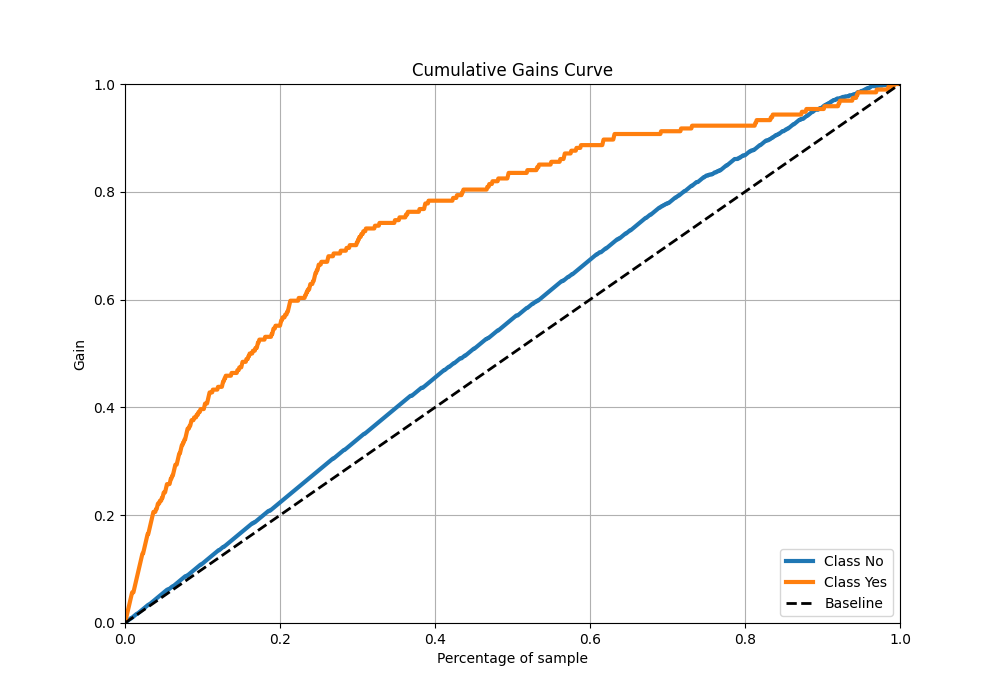 Cumulative Gains Curve
1.0
0.8
0.6
0.4
0.2
0.0
Gain
0.0 0.2 0.4 0.6 0.8 1.0
Percentage of sample
Class No
Class Yes
Baseline